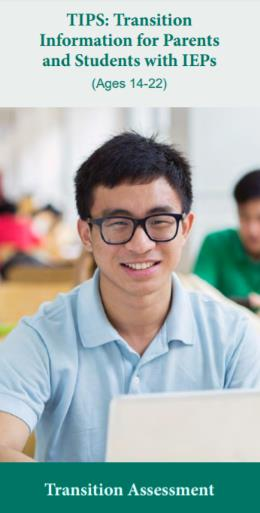 TIPS: Transition
Information for Parents
and Students with IEPs
(Ages 14-22)
Transition Assessment